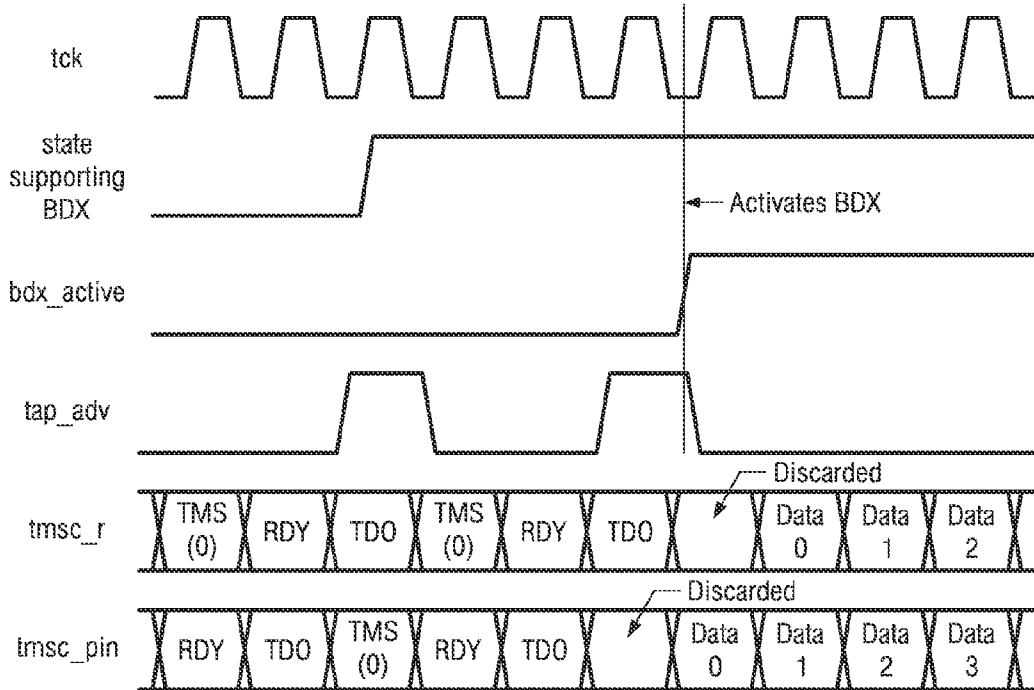 tck
state
supporting
BDX
Activates BDX
bdx_active
tap_adv
Discarded
tmsc_r
TMS
(0)
RDY
TDO
TMS
(0)
RDY
TDO
Data
0
Data
1
Data
2
Discarded
tmsc_pin
RDY
TDO
TMS
(0)
RDY
TDO
Data
0
Data
1
Data
2
Data
3